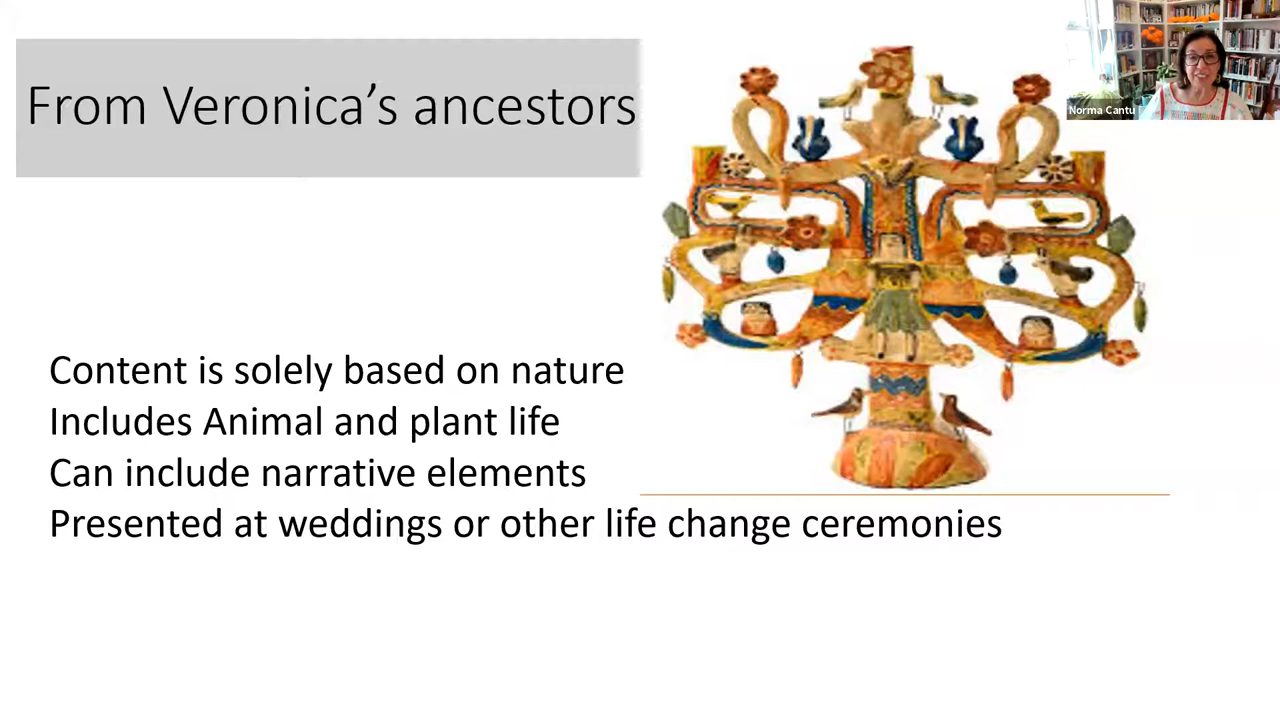 From Veronica's ancestors
Norma Cantu
Content is solely based on nature
Includes Animal and plant life
Can include narrative elements
Presented at weddings or other life change ceremonies